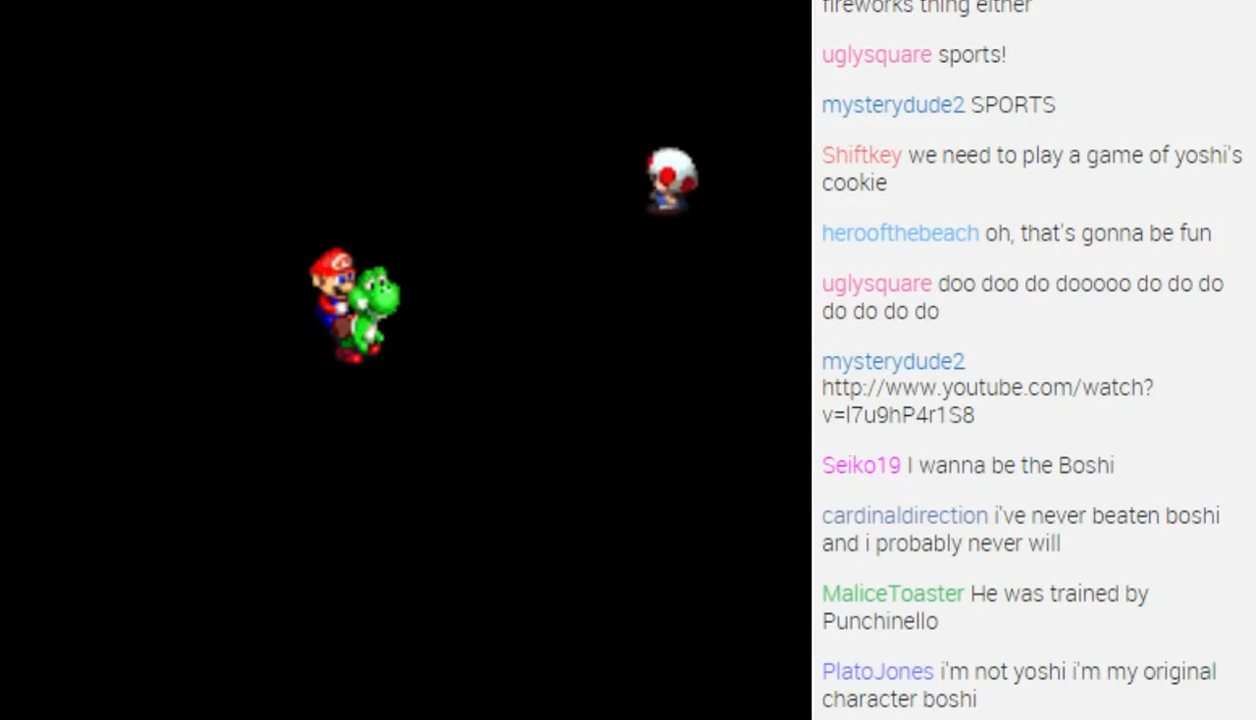 fireworks thing either
uglysquare sports!
mysterydude2 SPORTS
Shiftkey we need to play a game of yoshi's
cookie
heroofthebeach oh, that's gonna be fun
uglysquare doo doo do dooooo do do do
do do do do
mysterydude2
http://www.youtube.com/watch?
v=l7u9hP4r1S8
Seiko19 I wanna be the Boshi
cardinaldirection i've never beaten boshi
and i probably never will
MaliceToaster He was trained by
Punchinello
PlatoJones i'm not yoshi i'm my original
character boshi